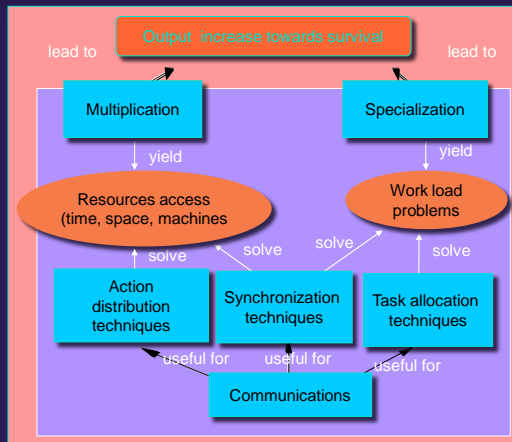 Output increase towards survival
lead to
lead to
Multiplication
Specialization
yield
yield
Resources access
(time, space, machines
Work load
problems
solve
solve
solve
solve
Action
distribution
techniques
Synchronization
techniques
Task allocation
techniques
useful for
useful for
useful for
Communications